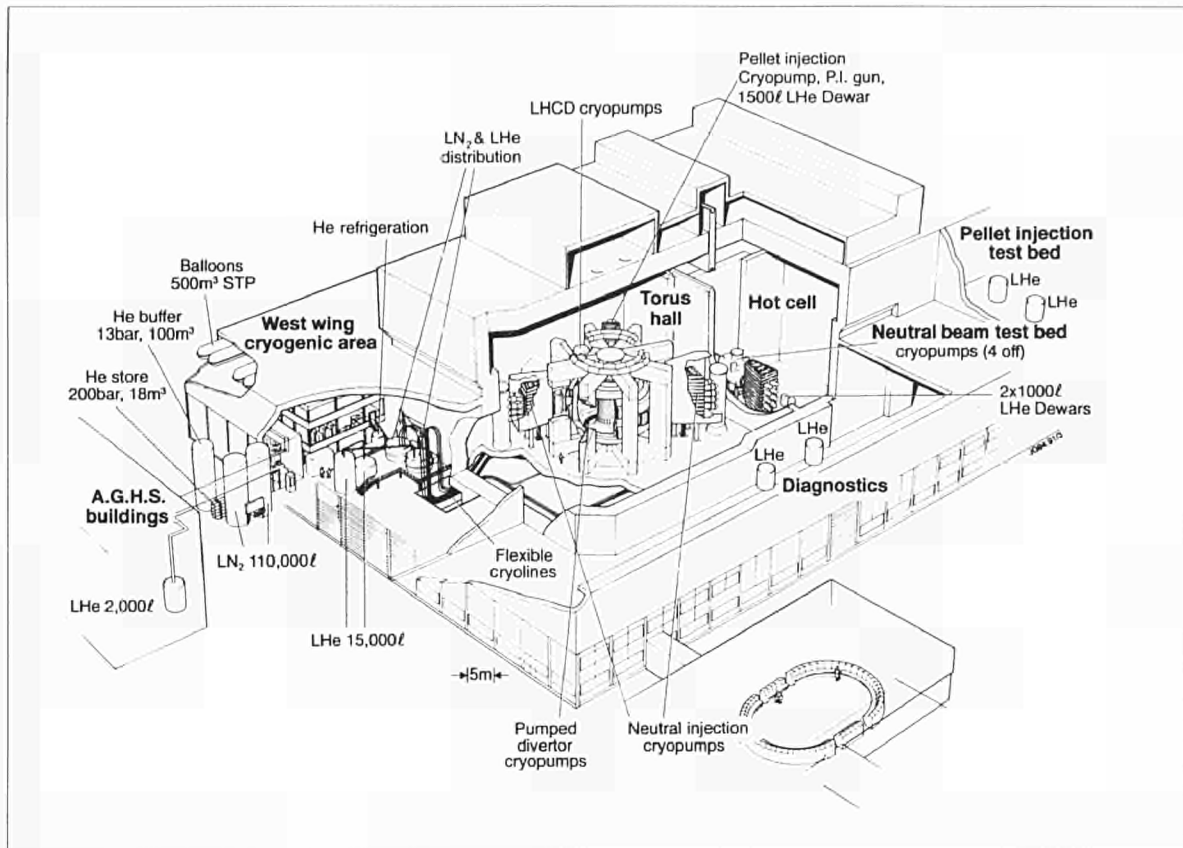 Pellet injection
Cryopump, P.I. gun,
1500ℓ LHe Dewar
LHCD cryopumps
LN₂ & LHe
distribution
He refrigeration
Balloons
500m³ STP
He buffer
13bar, 100m³
He store
200bar, 18m³
West wing
cryogenic area
Torus
hall
Hot cell
Pellet injection
test bed
LHe
LHe
Neutral beam test bed
cryopumps (4 off)
2x1000ℓ
LHe Dewars
LHe
LHe
Diagnostics
A.G.H.S.
buildings
LN₂ 110,000ℓ
LHe 2,000ℓ
LHe 15,000ℓ
Flexible
cryolines
5m
Pumped
divertor
cryopumps
Neutral injection
cryopumps